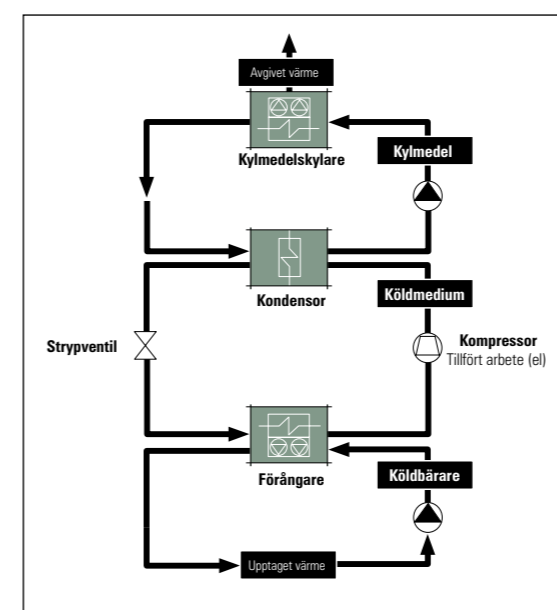 Avgivet värme
Kylmedelskylare
Kylmedel
Kondensor
Köldmedium
Strypventil
Kompressor
Tillfört arbete (el)
Förångare
Köldbärare
Upptaget värme